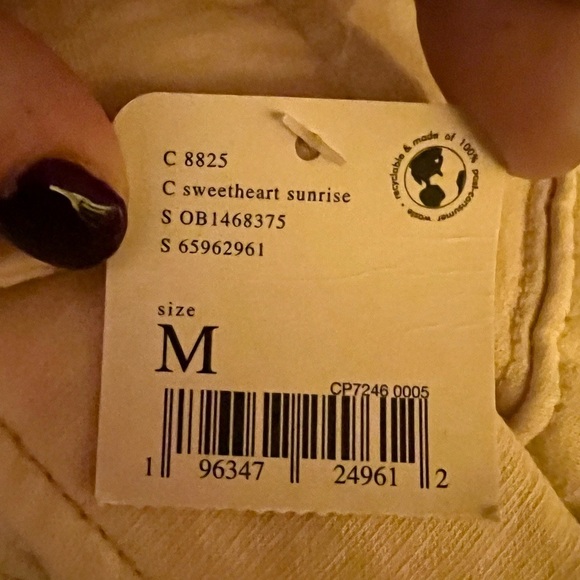 C 8825
C sweetheart sunrise
S OB1468375
S 65962961
recyclable & made of 100% post-consumer waste
size
M
CP7246 0005
1 96347 24961 2